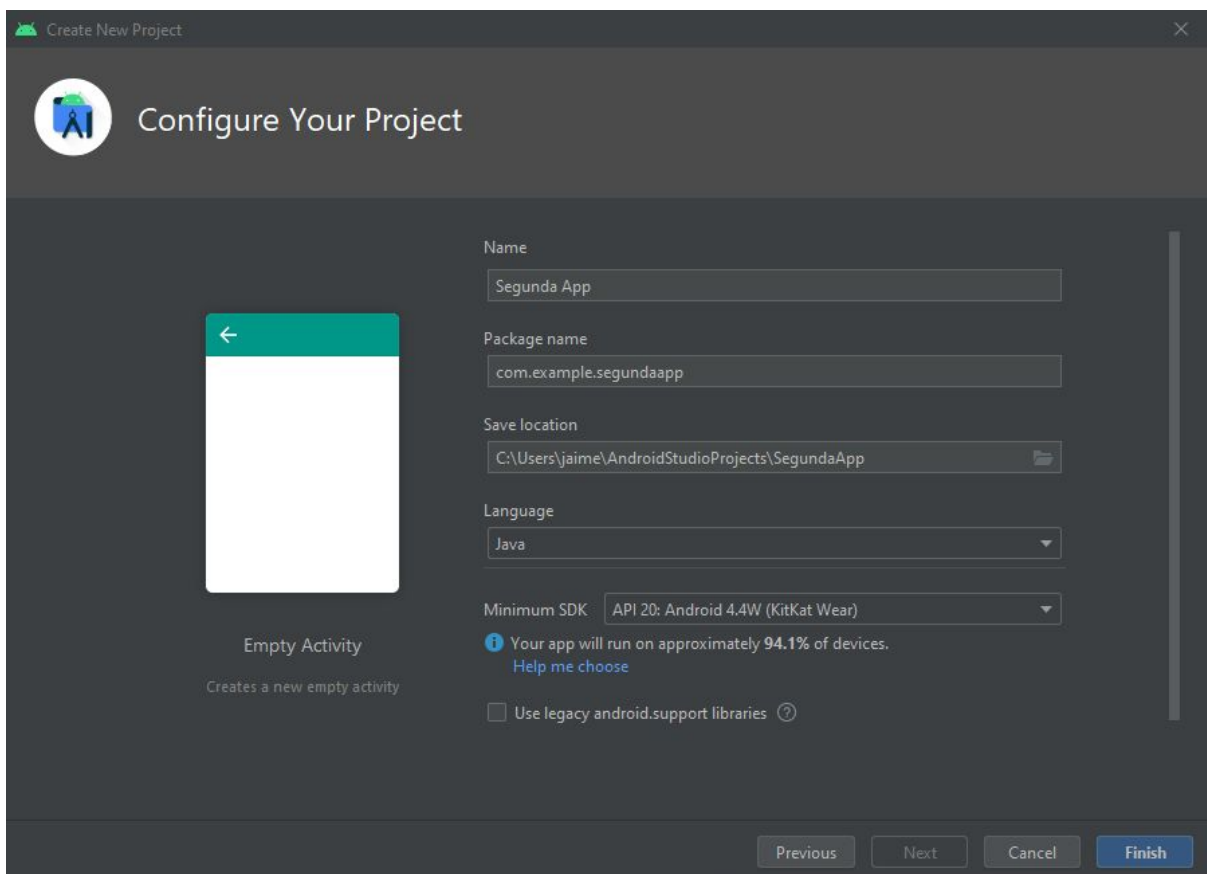 Create New Project
Configure Your Project
Name
Segunda App
Package name
com.example.segundaapp
Save location
C:\Users\jaime\AndroidStudioProjects\SegundaApp
Language
Java
Minimum SDK API 20: Android 4.4W (KitKat Wear)
Your app will run on approximately 94.1% of devices.
Help me choose
Use legacy android.support libraries ?
Empty Activity
Creates a new empty activity
Previous Next Cancel Finish